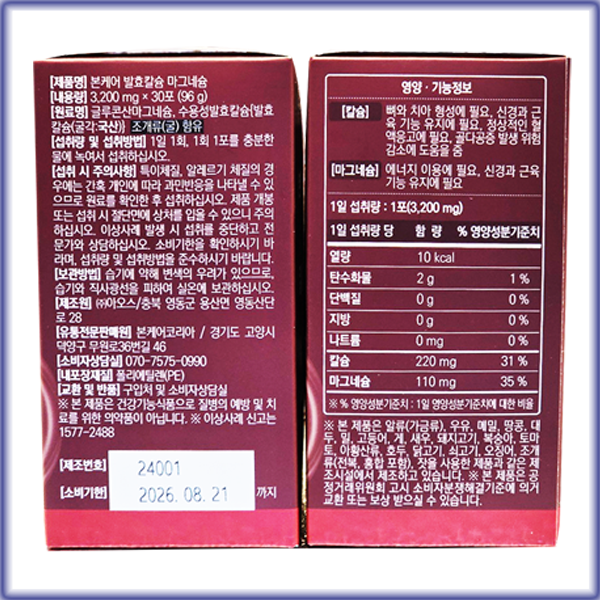 [제품명] 본케어 발효칼슘 마그네슘
[내용량] 3,200 mg × 30포 (96 g)
[원료명] 글루콘산마그네슘, 수용성발효칼슘{발효
칼슘(굴각:국산)} 조개류(굴) 함유
[섭취량 및 섭취방법] 1일 1회, 1회 1포를 충분한
물에 녹여서 섭취하십시오.
[섭취 시 주의사항] 특이체질, 알레르기 체질의 경
우에는 간혹 개인에 따라 과민반응을 나타낼 수 있
으므로 원료를 확인한 후 섭취하십시오. 제품 개봉
또는 섭취 시 절단면에 상처를 입을 수 있으니 주의
하십시오. 이상사례 발생 시 섭취를 중단하고 전
문가와 상담하십시오. 소비기한을 확인하시기 바
라며, 섭취량 및 섭취방법을 준수하시기 바랍니다.
[보관방법] 습기에 약해 변색의 우려가 있으므로,
습기와 직사광선을 피하여 실온에 보관하십시오.
[제조원] ㈜아오스/충북 영동군 용산면 영동산단
로 28
[유통전문판매원] 본케어코리아 / 경기도 고양시
덕양구 무원로36번길 46
[소비자상담실] 070-7575-0990
[내포장재질] 폴리에틸렌(PE)
[교환 및 반품] 구입처 및 소비자상담실
※ 본 제품은 건강기능식품으로 질병의 예방 및 치
료를 위한 의약품이 아닙니다. ※ 이상사례 신고는
1577-2488
[제조번호] 24001
[소비기한] 2026. 08. 21 까지
영양 · 기능정보
[칼슘] 뼈와 치아 형성에 필요, 신경과 근
육 기능 유지에 필요, 정상적인 혈
액응고에 필요, 골다공증 발생 위험
감소에 도움을 줌
[마그네슘] 에너지 이용에 필요, 신경과 근육
기능 유지에 필요
1일 섭취량 : 1포(3,200 mg)
1일 섭취량 당 함 량 % 영양성분기준치
열량 10 kcal
탄수화물 2 g 1 %
단백질 0 g 0 %
지방 0 g 0 %
나트륨 0 mg 0 %
칼슘 220 mg 31 %
마그네슘 110 mg 35 %
※ % 영양성분기준치 : 1일 영양성분기준치에 대한 비율
※ 본 제품은 알류(가금류), 우유, 메밀, 땅콩, 대
두, 밀, 고등어, 게, 새우, 돼지고기, 복숭아, 토마
토, 아황산류, 호두, 닭고기, 쇠고기, 오징어, 조개
류(전복, 홍합 포함), 잣을 사용한 제품과 같은 제
조시설에서 제조하고 있습니다. ※ 본 제품은 공
정거래위원회 고시 소비자분쟁해결기준에 의거
교환 또는 보상 받으실 수 있습니다.